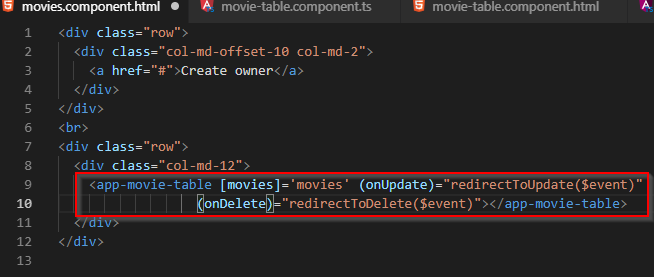 movies.component.html ● movie-table.component.ts movie-table.component.html
1 <div class="row">
2 <div class="col-md-offset-10 col-md-2">
3 <a href="#">Create owner</a>
4 </div>
5 </div>
6 <br>
7 <div class="row">
8 <div class="col-md-12">
9 <app-movie-table [movies]='movies' (onUpdate)="redirectToUpdate($event)"
10 (onDelete)="redirectToDelete($event)"></app-movie-table>
11 </div>
12 </div>
13